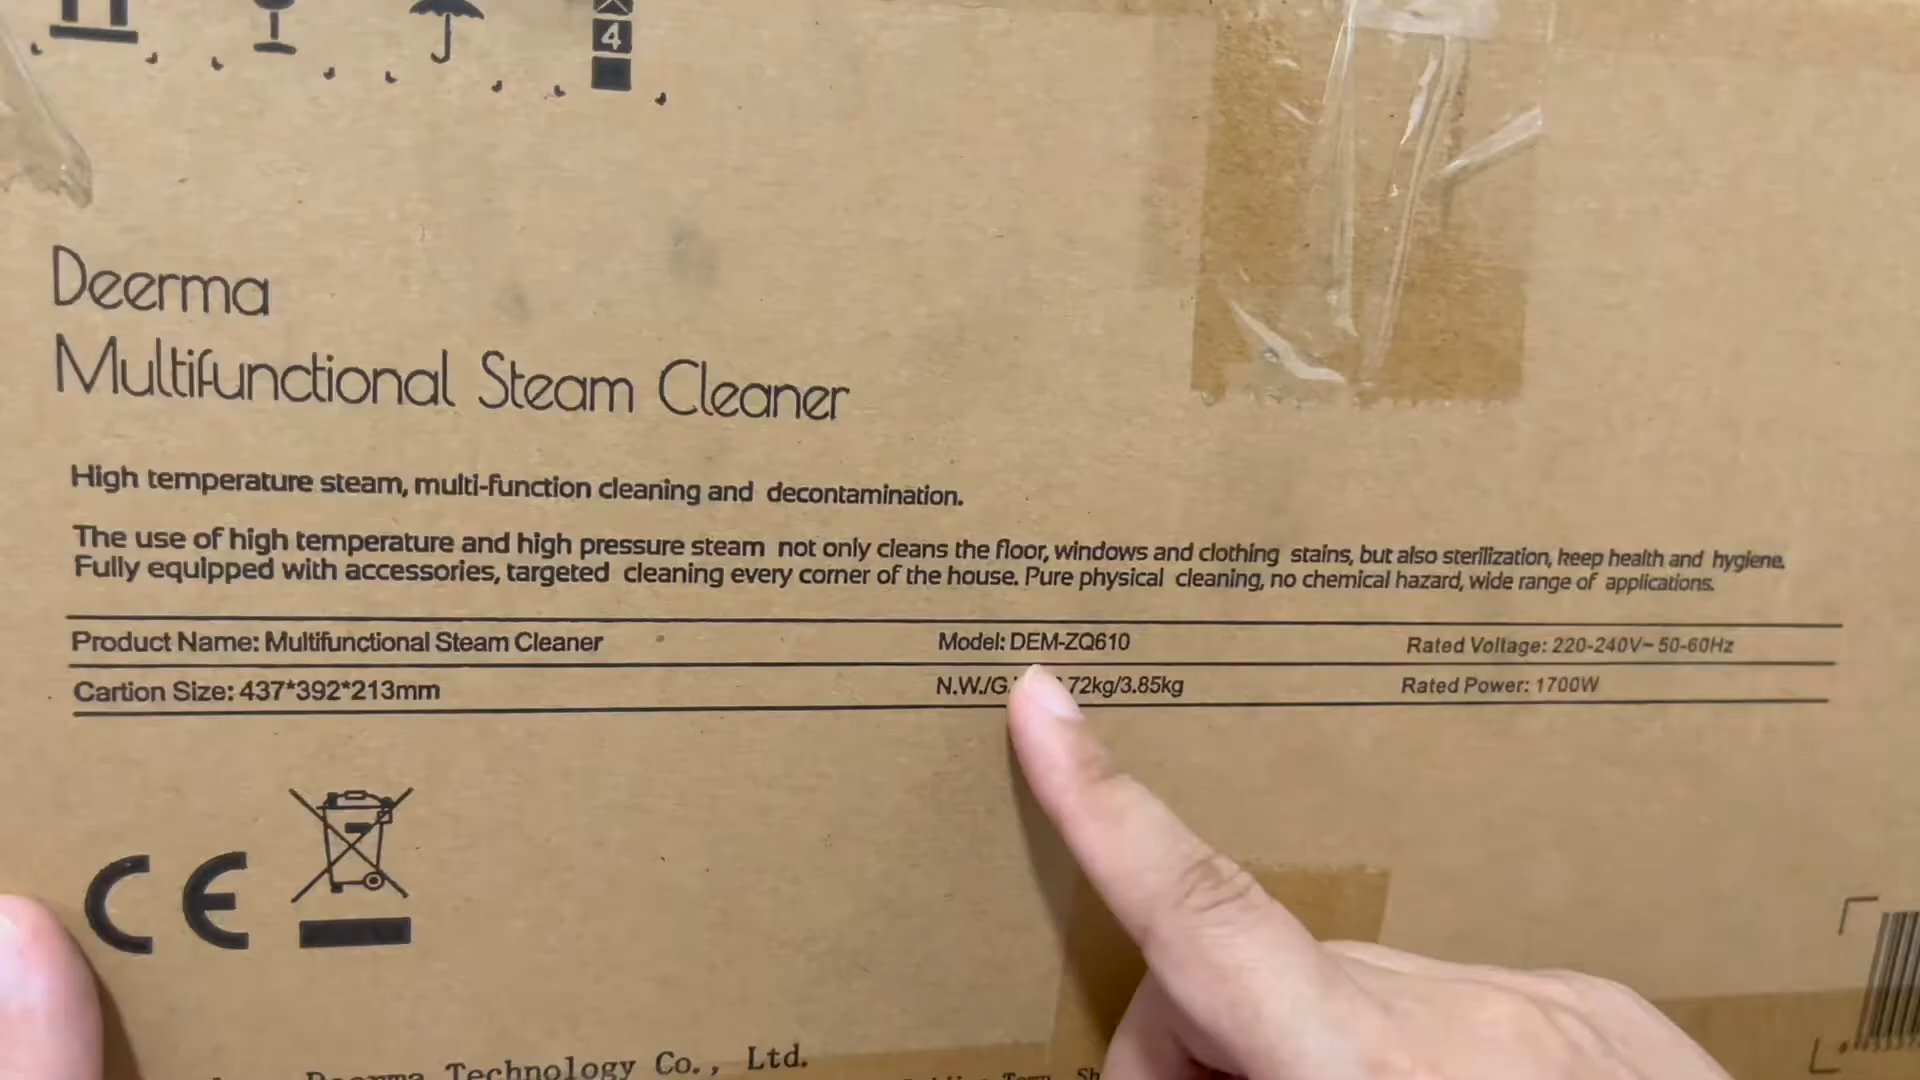 4
Deerma
Multifunctional Steam Cleaner
High temperature steam, multi-function cleaning and decontamination.
The use of high temperature and high pressure steam not only cleans the floor, windows and clothing stains, but also sterilization, keep health and hygiene.
Fully equipped with accessories, targeted cleaning every corner of the house. Pure physical cleaning, no chemical hazard, wide range of applications.
Product Name: Multifunctional Steam Cleaner Model: DEM-ZQ610 Rated Voltage: 220-240V~ 50-60Hz
Cartion Size: 437*392*213mm N.W./G. 72kg/3.85kg Rated Power: 1700W
CE
Deerma Technology Co., Ltd.